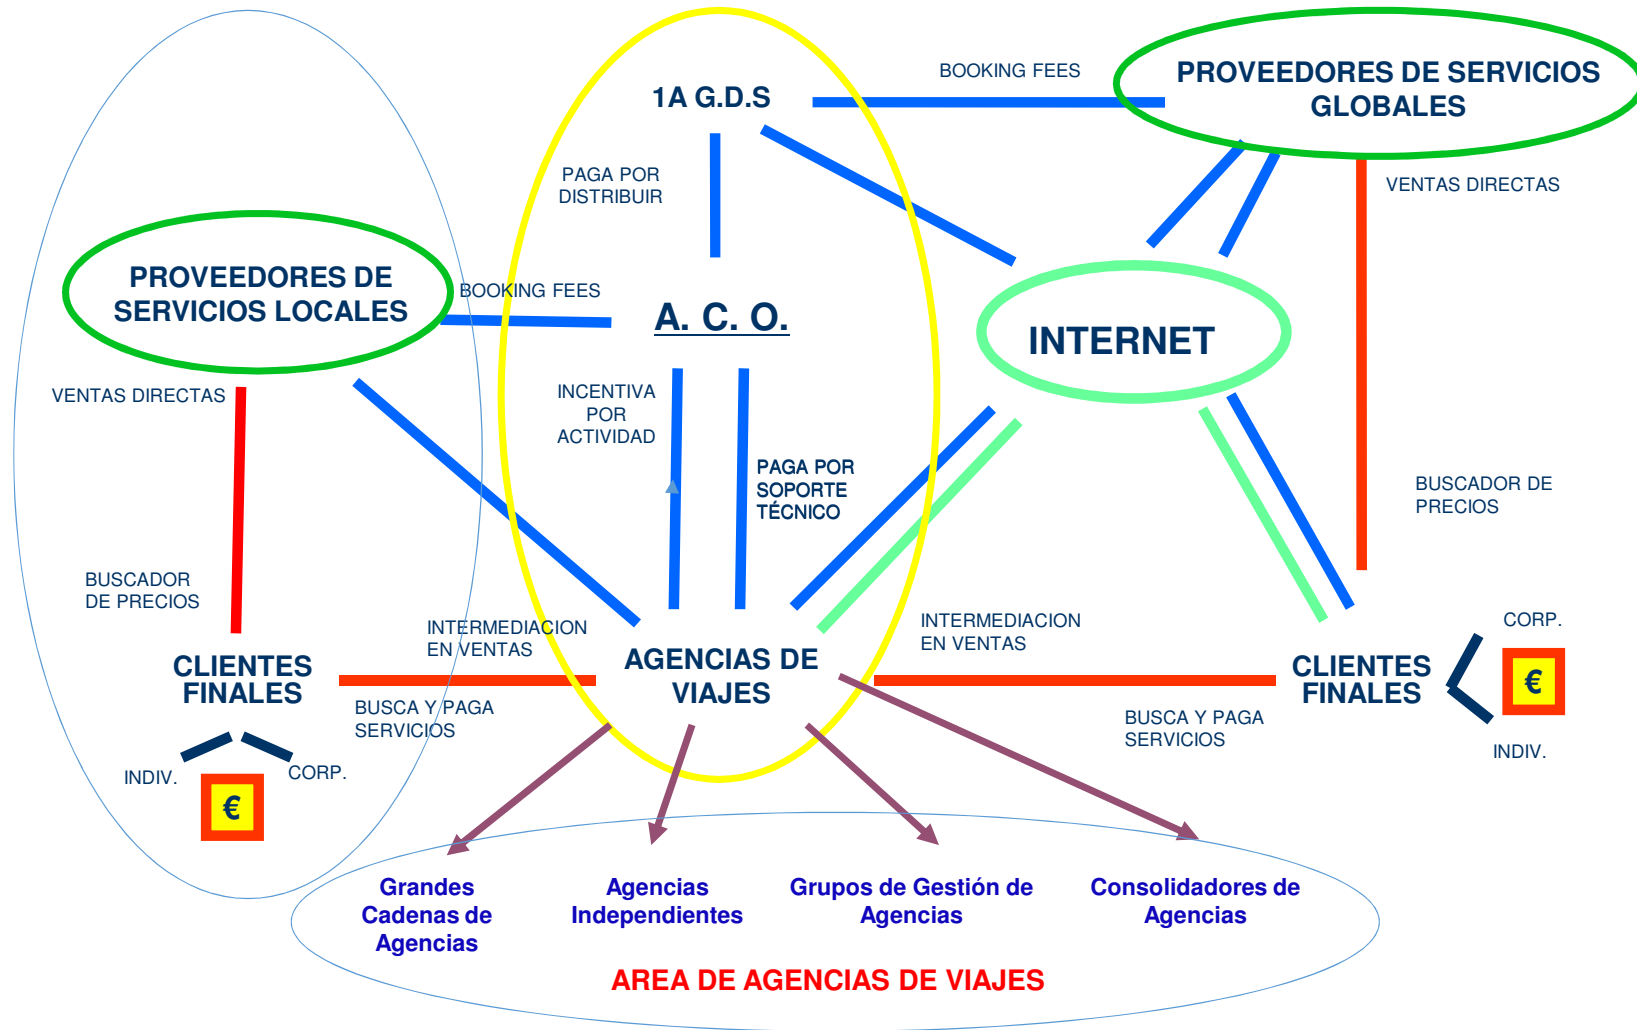 BOOKING FEES
PROVEEDORES DE SERVICIOS
GLOBALES
1A G.D.S
PAGA POR
DISTRIBUIR
VENTAS DIRECTAS
PROVEEDORES DE
SERVICIOS LOCALES
BOOKING FEES
A. C. O.
INTERNET
VENTAS DIRECTAS
INCENTIVA
POR
ACTIVIDAD
PAGA POR
SOPORTE
TÉCNICO
BUSCADOR DE
PRECIOS
BUSCADOR
DE PRECIOS
INTERMEDIACION
EN VENTAS
INTERMEDIACION
EN VENTAS
CORP.
CLIENTES
FINALES
AGENCIAS DE
VIAJES
CLIENTES
FINALES
€
BUSCA Y PAGA
SERVICIOS
BUSCA Y PAGA
SERVICIOS
INDIV.
INDIV.
CORP.
€
Grandes
Cadenas de
Agencias
Agencias
Independientes
Grupos de Gestión de
Agencias
Consolidadores de
Agencias
AREA DE AGENCIAS DE VIAJES